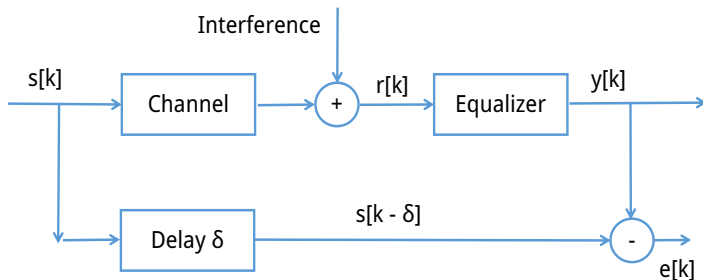 Interference
s[k]
Channel
+
r[k]
Equalizer
y[k]
Delay δ
s[k - δ]
-
e[k]